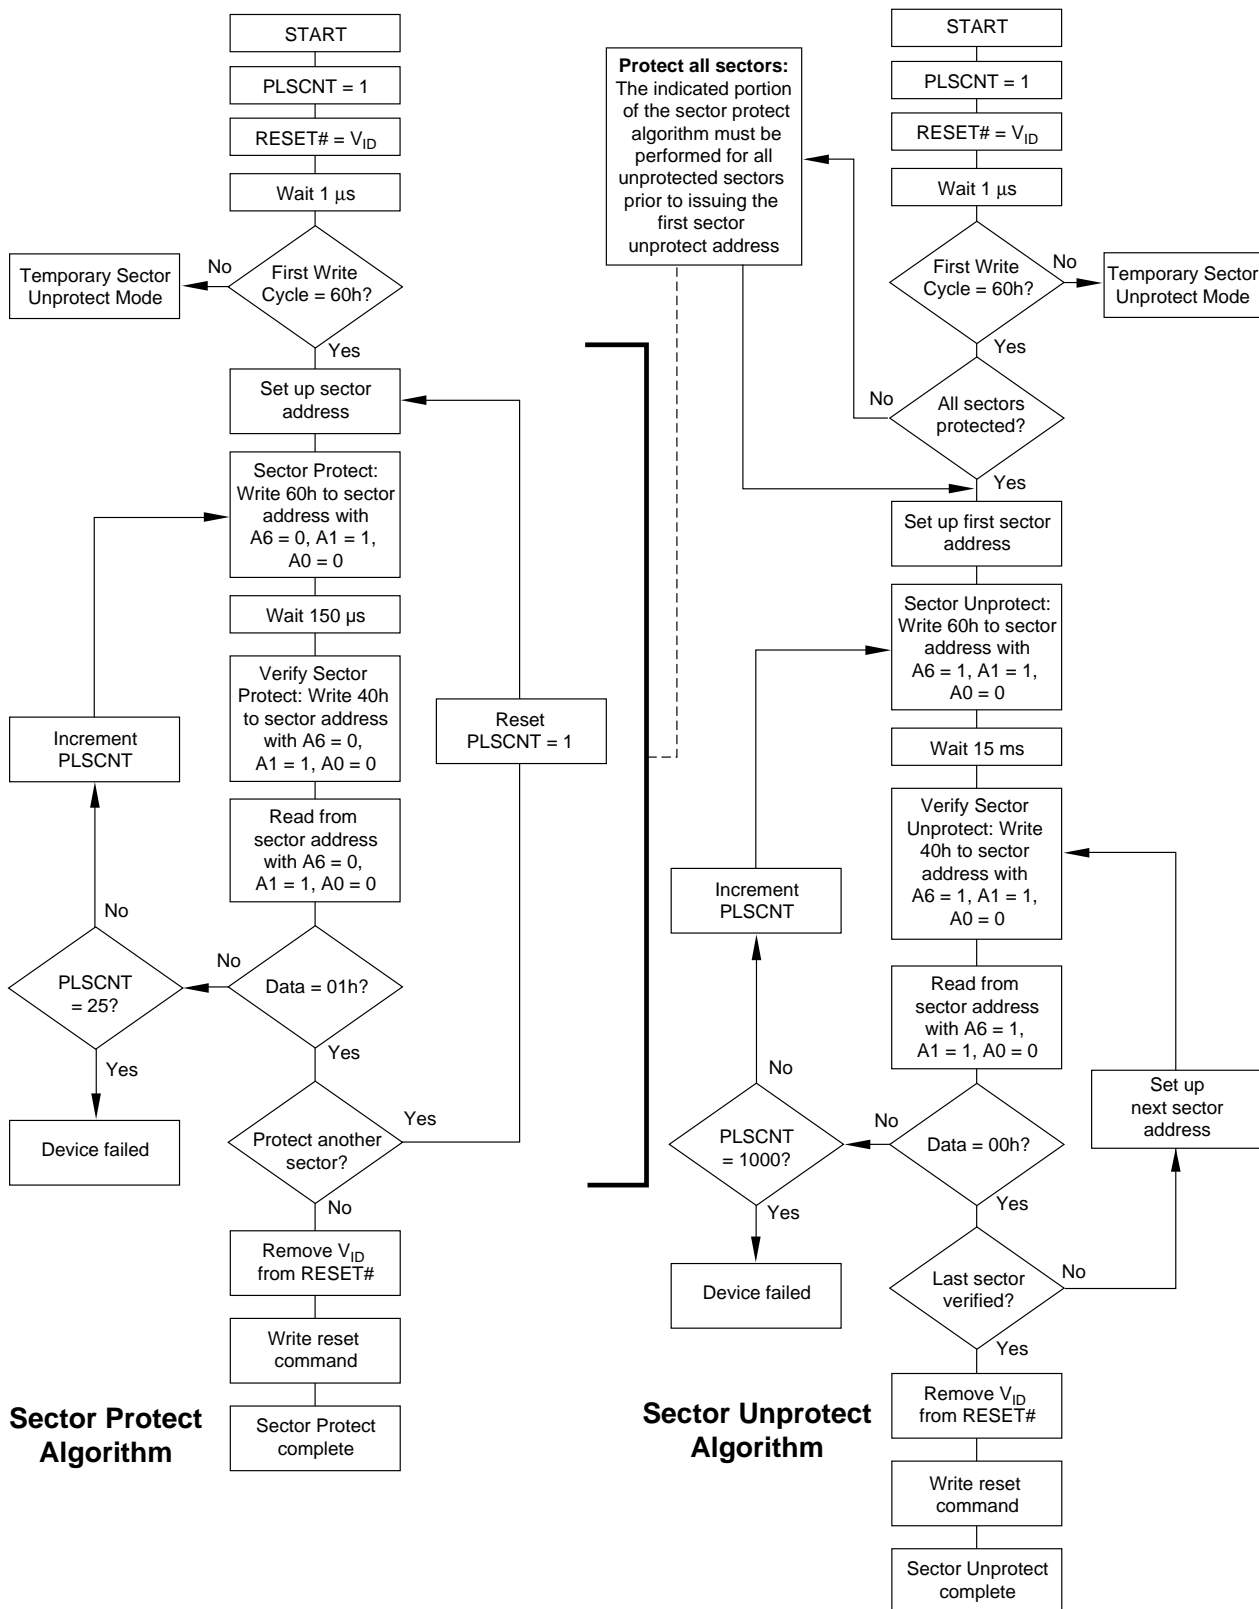 START
PLSCNT = 1
RESET# = VID
Wait 1 μs
First Write
Cycle = 60h?
No
Temporary Sector
Unprotect Mode
Yes
Set up sector
address
Sector Protect:
Write 60h to sector
address with
A6 = 0, A1 = 1,
A0 = 0
Wait 150 µs
Verify Sector
Protect: Write 40h
to sector address
with A6 = 0,
A1 = 1, A0 = 0
Increment
PLSCNT
Reset
PLSCNT = 1
Read from
sector address
with A6 = 0,
A1 = 1, A0 = 0
No
PLSCNT
= 25?
No
Data = 01h?
Yes
Yes
Device failed
Protect another
sector?
Yes
No
Remove VID
from RESET#
Write reset
command
Sector Protect
complete
Sector Protect
Algorithm
Protect all sectors:
The indicated portion
of the sector protect
algorithm must be
performed for all
unprotected sectors
prior to issuing the
first sector
unprotect address
START
PLSCNT = 1
RESET# = VID
Wait 1 μs
First Write
Cycle = 60h?
No
Temporary Sector
Unprotect Mode
Yes
No
All sectors
protected?
Yes
Set up first sector
address
Sector Unprotect:
Write 60h to sector
address with
A6 = 1, A1 = 1,
A0 = 0
Wait 15 ms
Verify Sector
Unprotect: Write
40h to sector
address with
A6 = 1, A1 = 1,
A0 = 0
Increment
PLSCNT
Read from
sector address
with A6 = 1,
A1 = 1, A0 = 0
No
Set up
next sector
address
PLSCNT
= 1000?
No
Data = 00h?
Yes
Yes
Device failed
Last sector
verified?
No
Yes
Remove VID
from RESET#
Write reset
command
Sector Unprotect
complete
Sector Unprotect
Algorithm